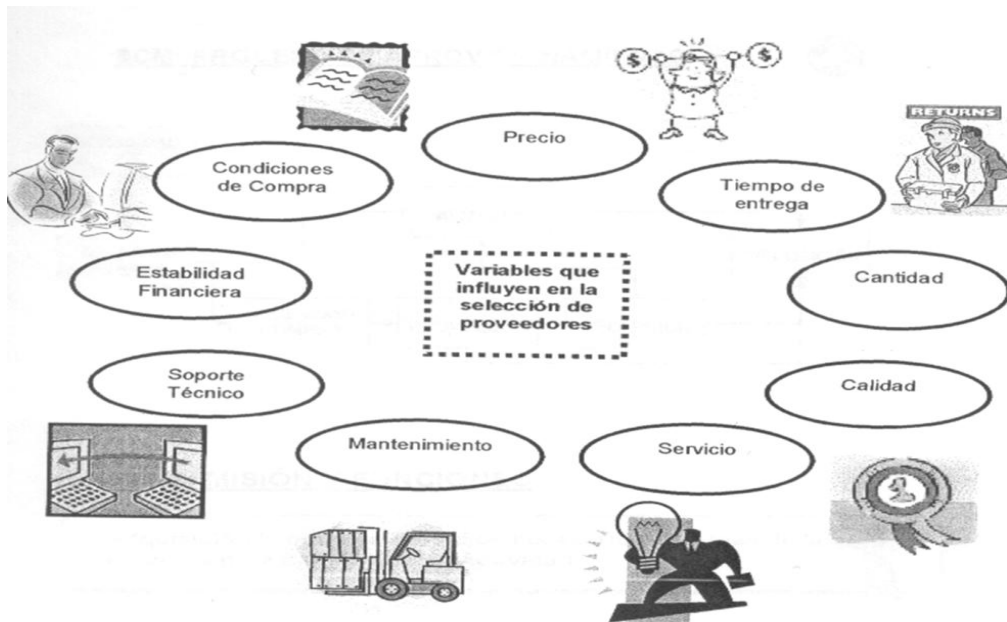 Precio
RETURNS
Condiciones
de Compra
Tiempo de
entrega
Estabilidad
Financiera
Variables que
influyen en la
selección de
proveedores
Cantidad
Soporte
Técnico
Calidad
Mantenimiento
Servicio
$
$